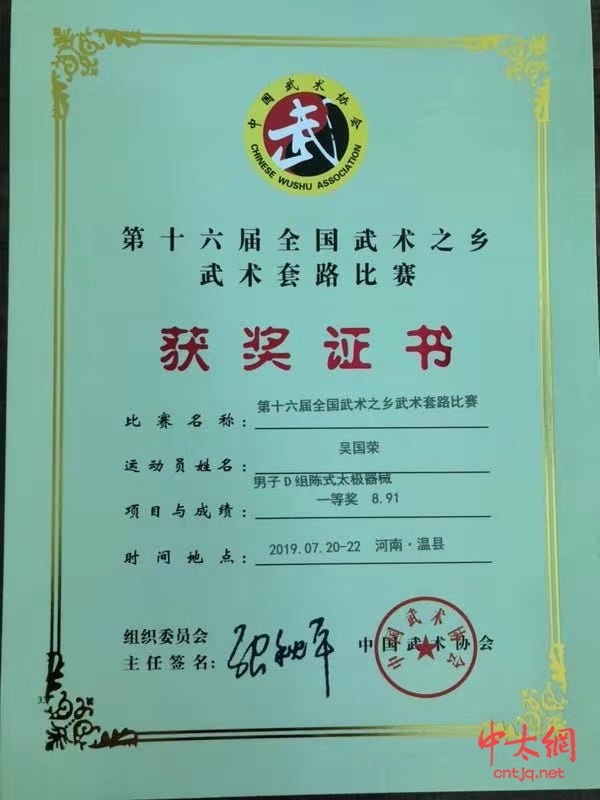 中国武术协会
武
CHINESE WUSHU ASSOCIATION
第十六届全国武术之乡
武术套路比赛
获奖证书
比赛名称: 第十六届全国武术之乡武术套路比赛
运动员姓名: 吴国荣
男子D组陈式太极器械
项目与成绩: 一等奖 8.91
时间地点: 2019.07.20-22 河南·温县
组织委员会
主任签名:
中国武术协会
中国武术协会
中太網
cntjq.net